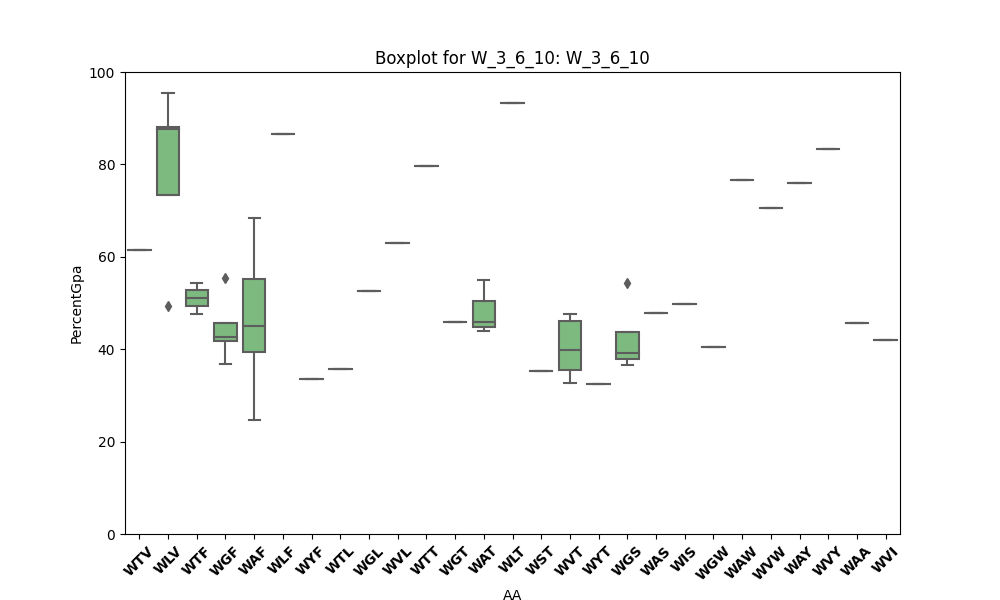 Boxplot for W_3_6_10: W_3_6_10
100
80
60
40
20
0
PercentGpa
WTV WLV WTF WGF WAF WLF WYF WTL WGL WVL WTT WGT WAT WLT WST WVT WYT WGS WAS WIS WGW WAW WVW WAY WVY WAA WVI
AA